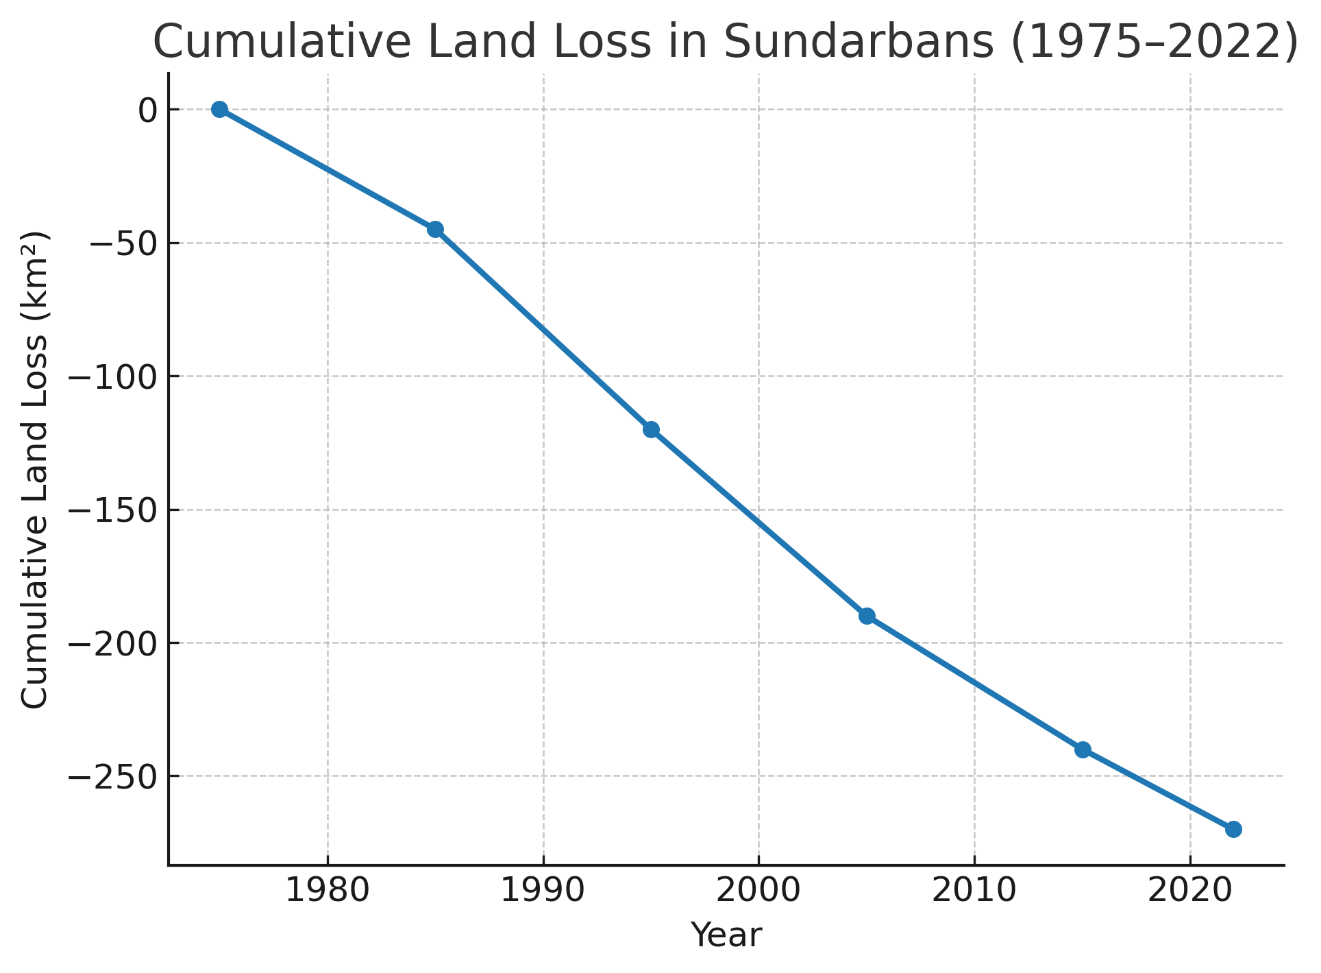 Cumulative Land Loss in Sundarbans (1975–2022)
Cumulative Land Loss (km²)
0
−50
−100
−150
−200
−250
1980 1990 2000 2010 2020
Year